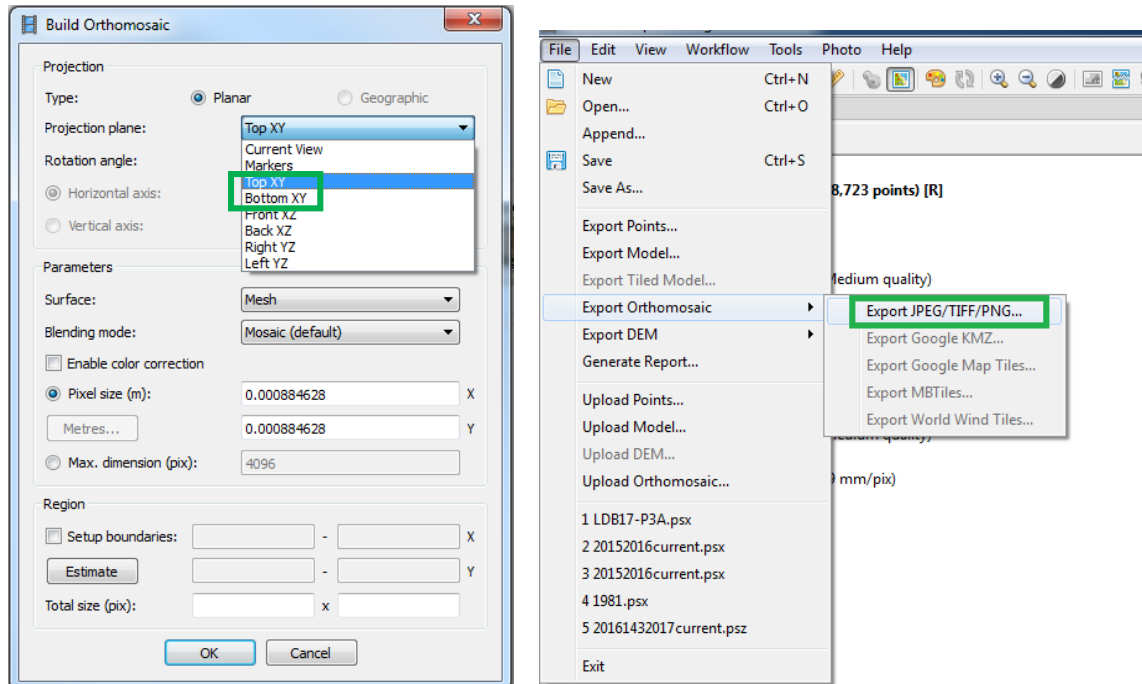 Build Orthomosaic
Projection
Type: Planar Geographic
Projection plane: Top XY
Current View
Markers
Rotation angle:
Top XY
Horizontal axis:
Bottom XY
Front XZ
Vertical axis:
Back XZ
Right YZ
Left YZ
Parameters
Surface: Mesh
Blending mode: Mosaic (default)
Enable color correction
Pixel size (m): 0.000884628 X
Metres... 0.000884628 Y
Max. dimension (pix): 4096
Region
Setup boundaries: - X
Estimate - Y
Total size (pix): x
OK Cancel
File Edit View Workflow Tools Photo Help
New Ctrl+N
Open... Ctrl+O
Append...
Save Ctrl+S
Save As...
8,723 points) [R]
Export Points...
Export Model...
Export Tiled Model...
Medium quality)
Export Orthomosaic
Export JPEG/TIFF/PNG...
Export DEM
Export Google KMZ...
Generate Report...
Export Google Map Tiles...
Export MBTiles...
Upload Points...
Export World Wind Tiles...
Upload Model...
Medium quality)
Upload DEM...
Upload Orthomosaic...
mm/pix)
1 LDB17-P3A.psx
2 20152016current.psx
3 20152016current.psx
4 1981.psx
5 20161432017current.psz
Exit